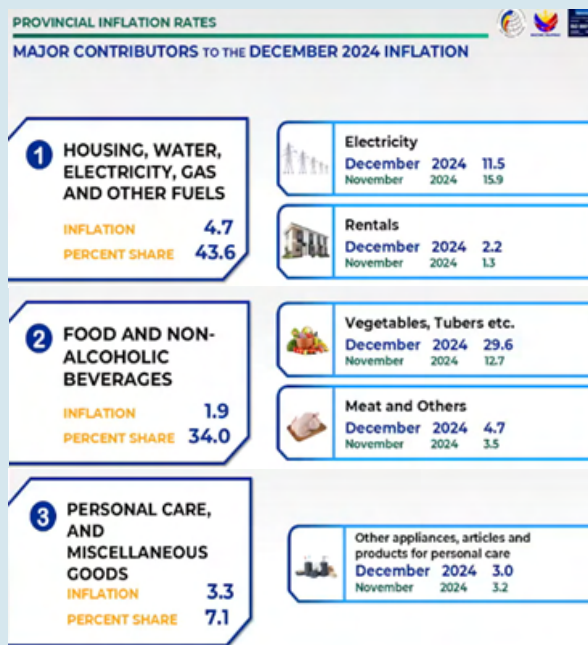 PROVINCIAL INFLATION RATES
MAJOR CONTRIBUTORS TO THE DECEMBER 2024 INFLATION
1
HOUSING, WATER,
ELECTRICITY, GAS
AND OTHER FUELS
INFLATION 4.7
PERCENT SHARE 43.6
Electricity
December 2024 11.5
November 2024 15.9
Rentals
December 2024 2.2
November 2024 1.3
2
FOOD AND NON-
ALCOHOLIC
BEVERAGES
INFLATION 1.9
PERCENT SHARE 34.0
Vegetables, Tubers etc.
December 2024 29.6
November 2024 12.7
Meat and Others
December 2024 4.7
November 2024 3.5
3
PERSONAL CARE,
AND
MISCELLANEOUS
GOODS
INFLATION 3.3
PERCENT SHARE 7.1
Other appliances, articles and
products for personal care
December 2024 3.0
November 2024 3.2